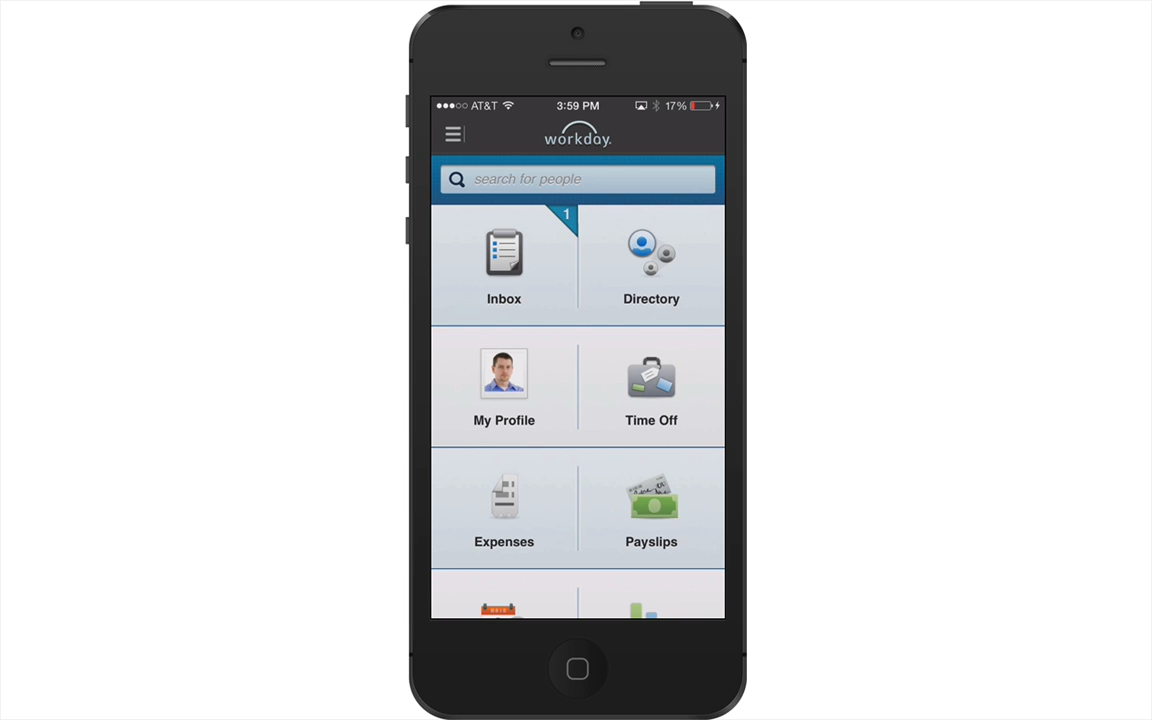 AT&T 3:59 PM 17%
workday.
search for people
1
Inbox Directory
My Profile Time Off
Expenses Payslips